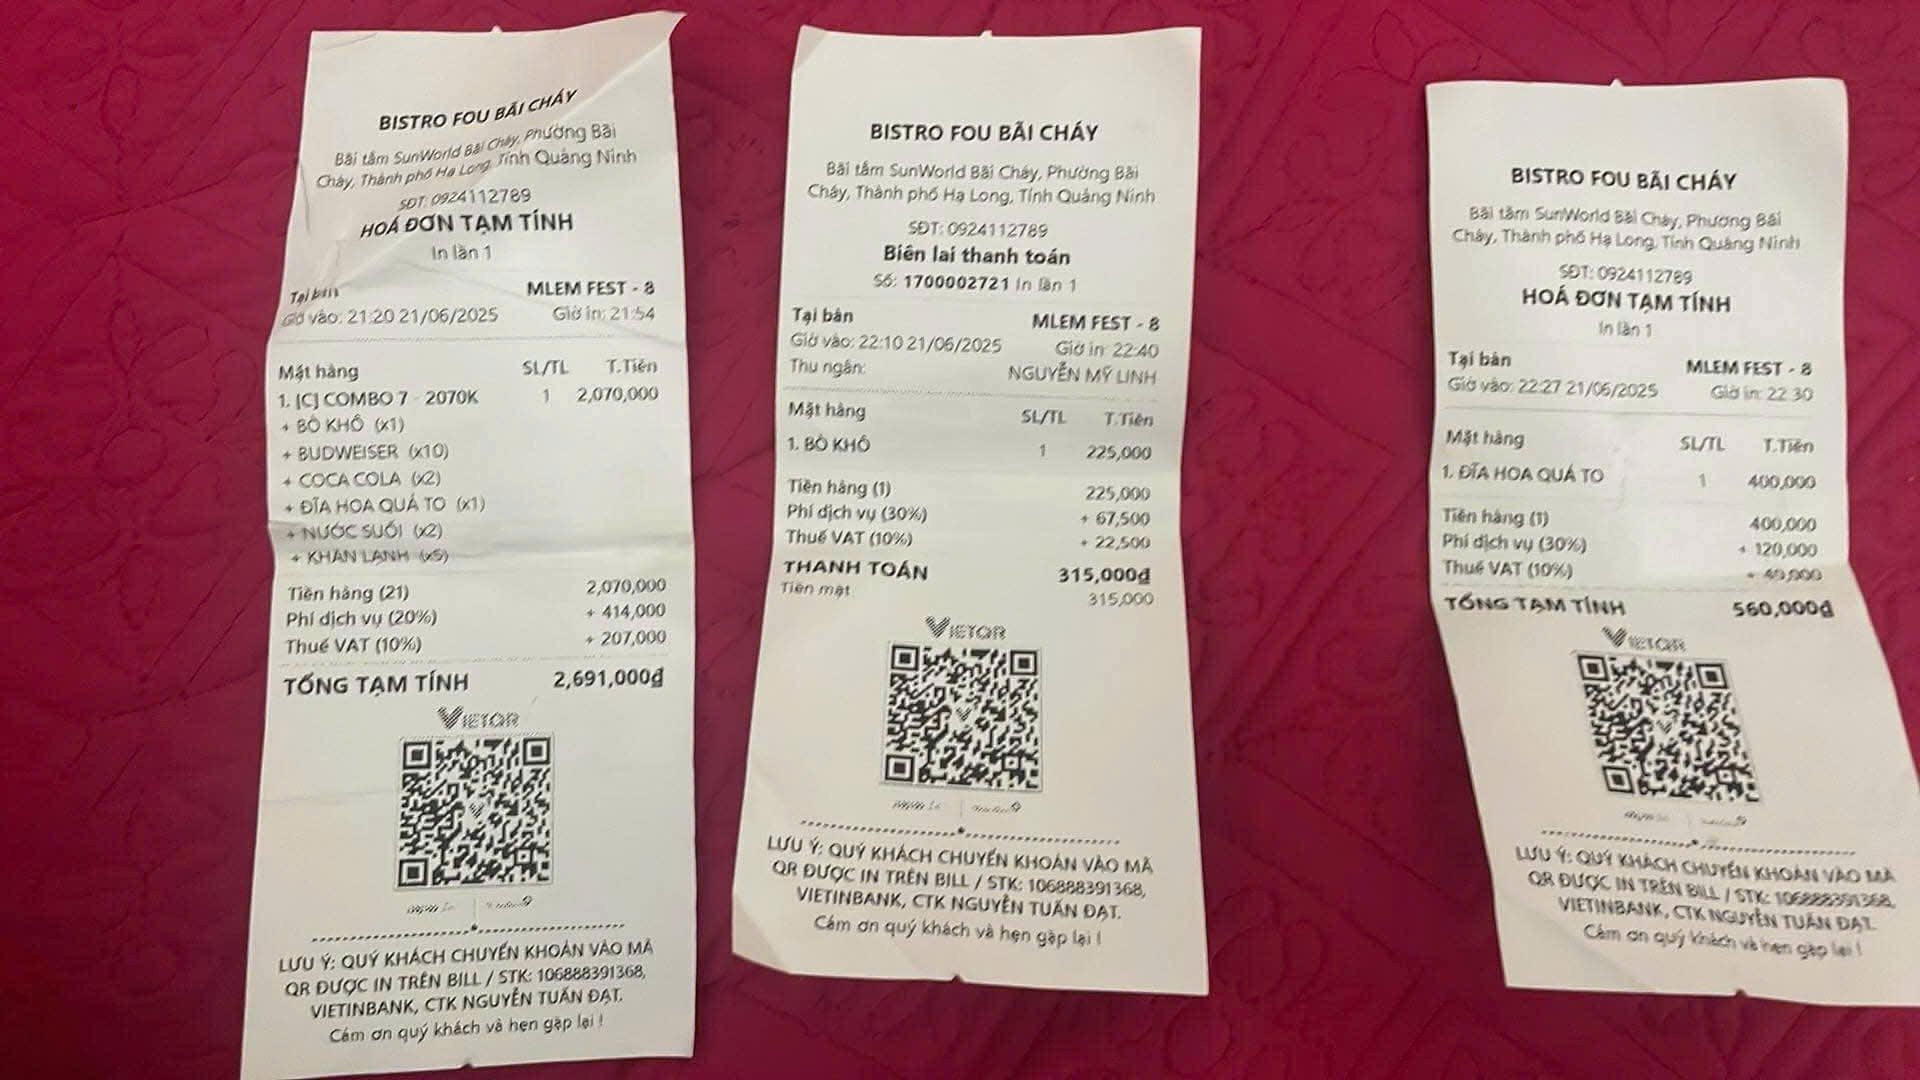 BISTRO FOU BÃI CHÁY
Bãi tắm SunWorld Bãi Cháy, Phường Bãi
Cháy, Thành phố Hạ Long, Tỉnh Quảng Ninh
SĐT: 0924112789
HOÁ ĐƠN TẠM TÍNH
In lần 1
Tại bàn MLEM FEST - 8
Giờ vào: 21:20 21/06/2025 Giờ in: 21:54
Mặt hàng SL/TL T.Tiền
1. [C] COMBO 7 - 2070K 1 2,070,000
+ BÒ KHÔ (x1)
+ BUDWEISER (x10)
+ COCA COLA (x2)
+ ĐĨA HOA QUẢ TO (x1)
+ NƯỚC SUỐI (x2)
+ KHĂN LẠNH (x5)
Tiền hàng (21) 2,070,000
Phí dịch vụ (20%) + 414,000
Thuế VAT (10%) + 207,000
TỔNG TẠM TÍNH 2,691,000₫
VIETQR
LƯU Ý: QUÝ KHÁCH CHUYỂN KHOẢN VÀO MÃ
QR ĐƯỢC IN TRÊN BILL / STK: 106888391368,
VIETINBANK, CTK NGUYỄN TUẤN ĐẠT.
Cảm ơn quý khách và hẹn gặp lại !
BISTRO FOU BÃI CHÁY
Bãi tắm SunWorld Bãi Cháy, Phường Bãi
Cháy, Thành phố Hạ Long, Tỉnh Quảng Ninh
SĐT: 0924112789
Biên lai thanh toán
Số: 1700002721 In lần 1
Tại bàn MLEM FEST - 8
Giờ vào: 22:10 21/06/2025 Giờ in: 22:40
Thu ngân: NGUYỄN MỸ LINH
Mặt hàng SL/TL T.Tiền
1. BÒ KHÔ 1 225,000
Tiền hàng (1) 225,000
Phí dịch vụ (30%) + 67,500
Thuế VAT (10%) + 22,500
THANH TOÁN 315,000₫
Tiền mặt 315,000
VIETQR
LƯU Ý: QUÝ KHÁCH CHUYỂN KHOẢN VÀO MÃ
QR ĐƯỢC IN TRÊN BILL / STK: 106888391368,
VIETINBANK, CTK NGUYỄN TUẤN ĐẠT.
Cảm ơn quý khách và hẹn gặp lại !
BISTRO FOU BÃI CHÁY
Bãi tắm SunWorld Bãi Cháy, Phường Bãi
Cháy, Thành phố Hạ Long, Tỉnh Quảng Ninh
SĐT: 0924112789
HOÁ ĐƠN TẠM TÍNH
In lần 1
Tại bàn MLEM FEST - 8
Giờ vào: 22:27 21/06/2025 Giờ in: 22:30
Mặt hàng SL/TL T.Tiền
1. ĐĨA HOA QUẢ TO 1 400,000
Tiền hàng (1) 400,000
Phí dịch vụ (30%) + 120,000
Thuế VAT (10%) + 40,000
TỔNG TẠM TÍNH 560,000₫
VIETQR
LƯU Ý: QUÝ KHÁCH CHUYỂN KHOẢN VÀO MÃ
QR ĐƯỢC IN TRÊN BILL / STK: 106888391368,
VIETINBANK, CTK NGUYỄN TUẤN ĐẠT.
Cảm ơn quý khách và hẹn gặp lại !